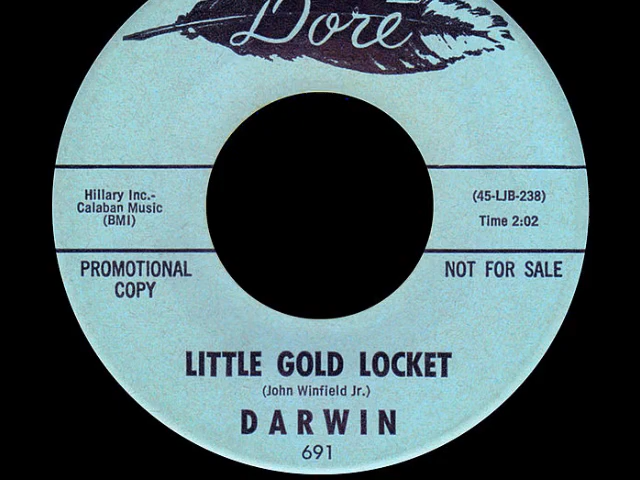 Doré
Hillary Inc.-
Calaban Music
(BMI)
(45-LJB-238)
Time 2:02
PROMOTIONAL
COPY
NOT FOR SALE
LITTLE GOLD LOCKET
(John Winfield Jr.)
DARWIN
691